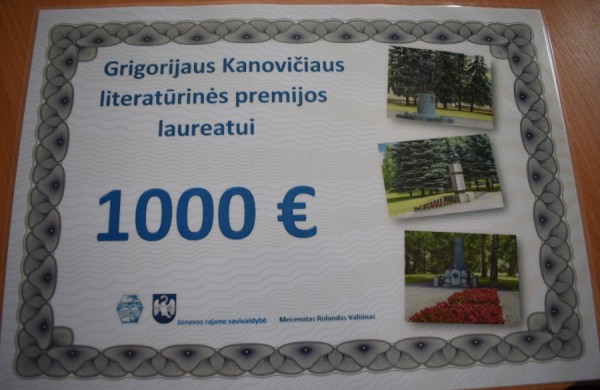 Grigorijaus Kanovičiaus
literatūrinės premijos
laureatui
1000 €
Jonavos rajono savivaldybė Mecenatas Rolandas Valiūnas